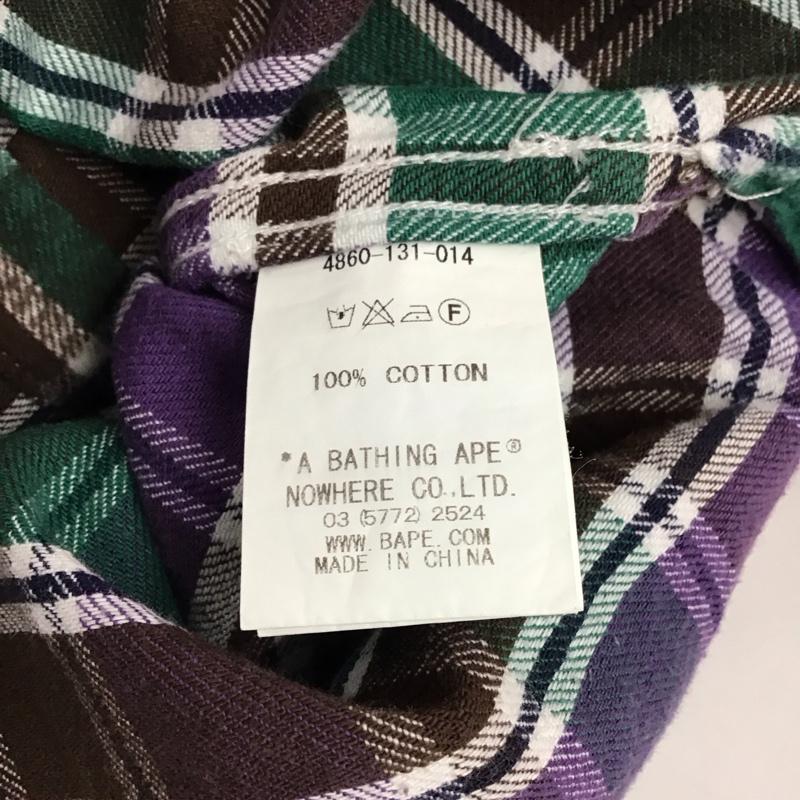 4860-131-014
F
100% COTTON
*A BATHING APE®
NOWHERE CO.,LTD.
03 (5772) 2524
WWW.BAPE.COM
MADE IN CHINA